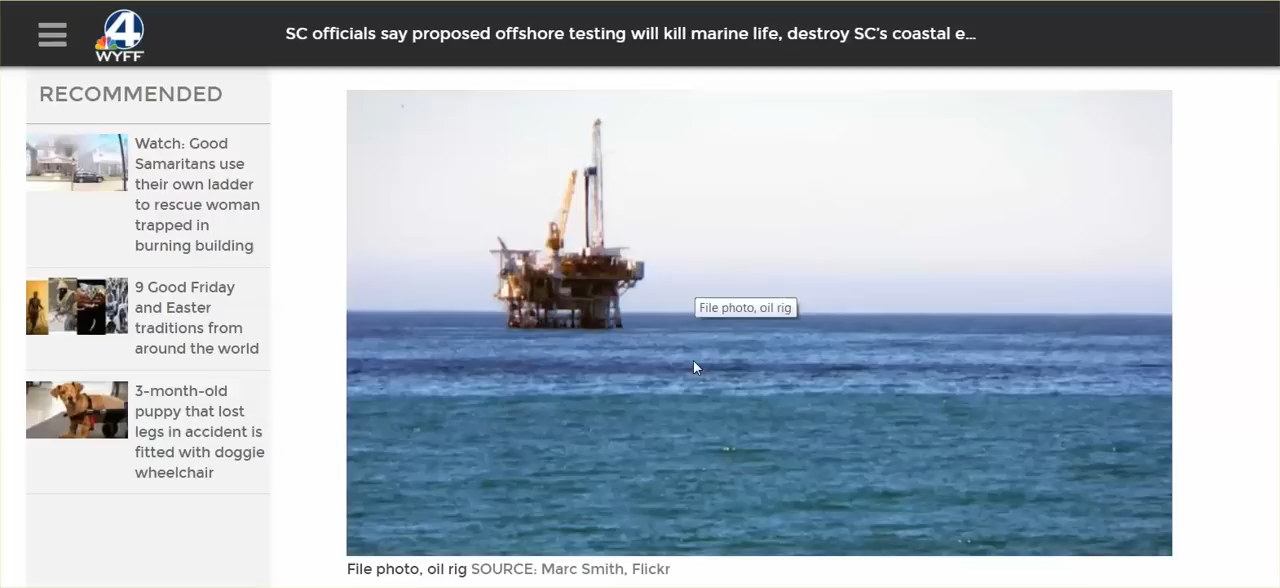 4
WYFF
SC officials say proposed offshore testing will kill marine life, destroy SC's coastal e...
RECOMMENDED
Watch: Good
Samaritans use
their own ladder
to rescue woman
trapped in
burning building
9 Good Friday
and Easter
traditions from
around the world
3-month-old
puppy that lost
legs in accident is
fitted with doggie
wheelchair
File photo, oil rig
File photo, oil rig SOURCE: Marc Smith, Flickr